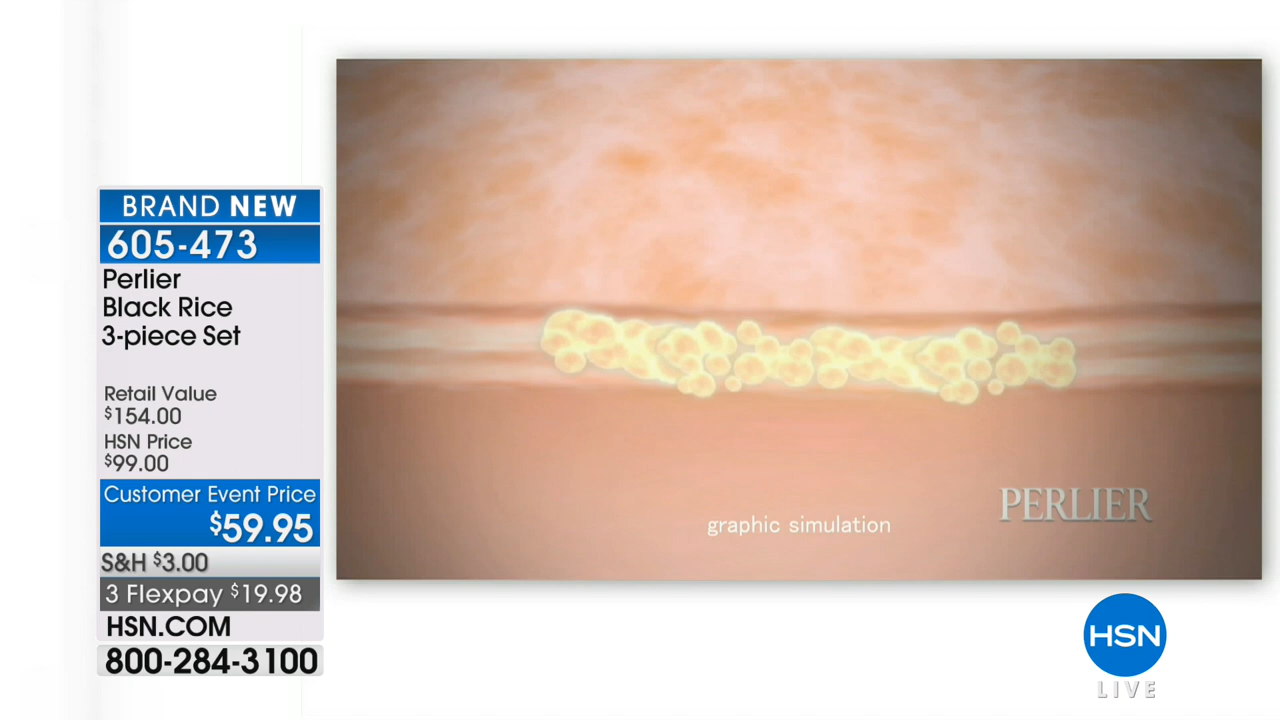 BRAND NEW
605-473
Perlier
Black Rice
3-piece Set
Retail Value
$154.00
HSN Price
$99.00
Customer Event Price
$59.95
S&H $3.00
3 Flexpay $19.98
HSN.COM
800-284-3100
graphic simulation
PERLIER
HSN
LIVE